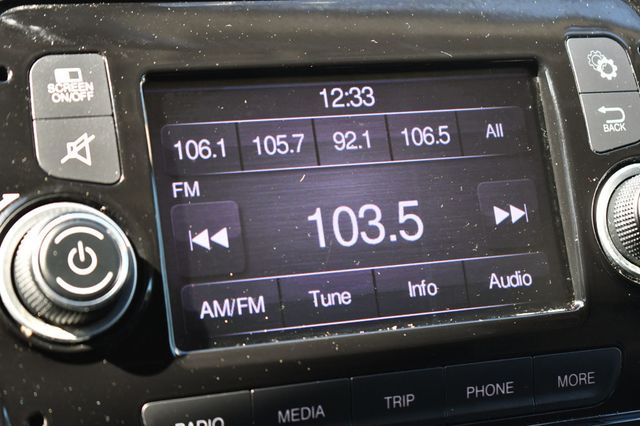 SCREEN
ON/OFF
12:33
106.1 105.7 92.1 106.5 All
BACK
FM
103.5
AM/FM Tune Info Audio
RADIO MEDIA TRIP PHONE MORE